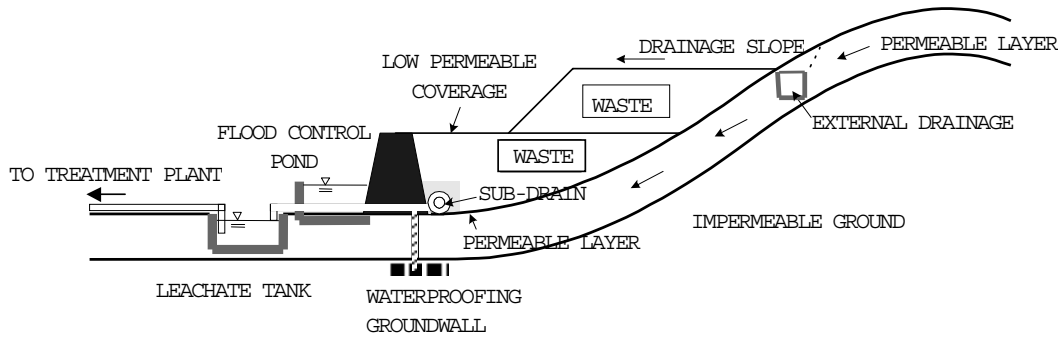 DRAINAGE SLOPE
PERMEABLE LAYER
LOW PERMEABLE
COVERAGE
WASTE
EXTERNAL DRAINAGE
FLOOD CONTROL
POND
WASTE
TO TREATMENT PLANT
SUB-DRAIN
IMPERMEABLE GROUND
PERMEABLE LAYER
LEACHATE TANK
WATERPROOFING
GROUNDWALL